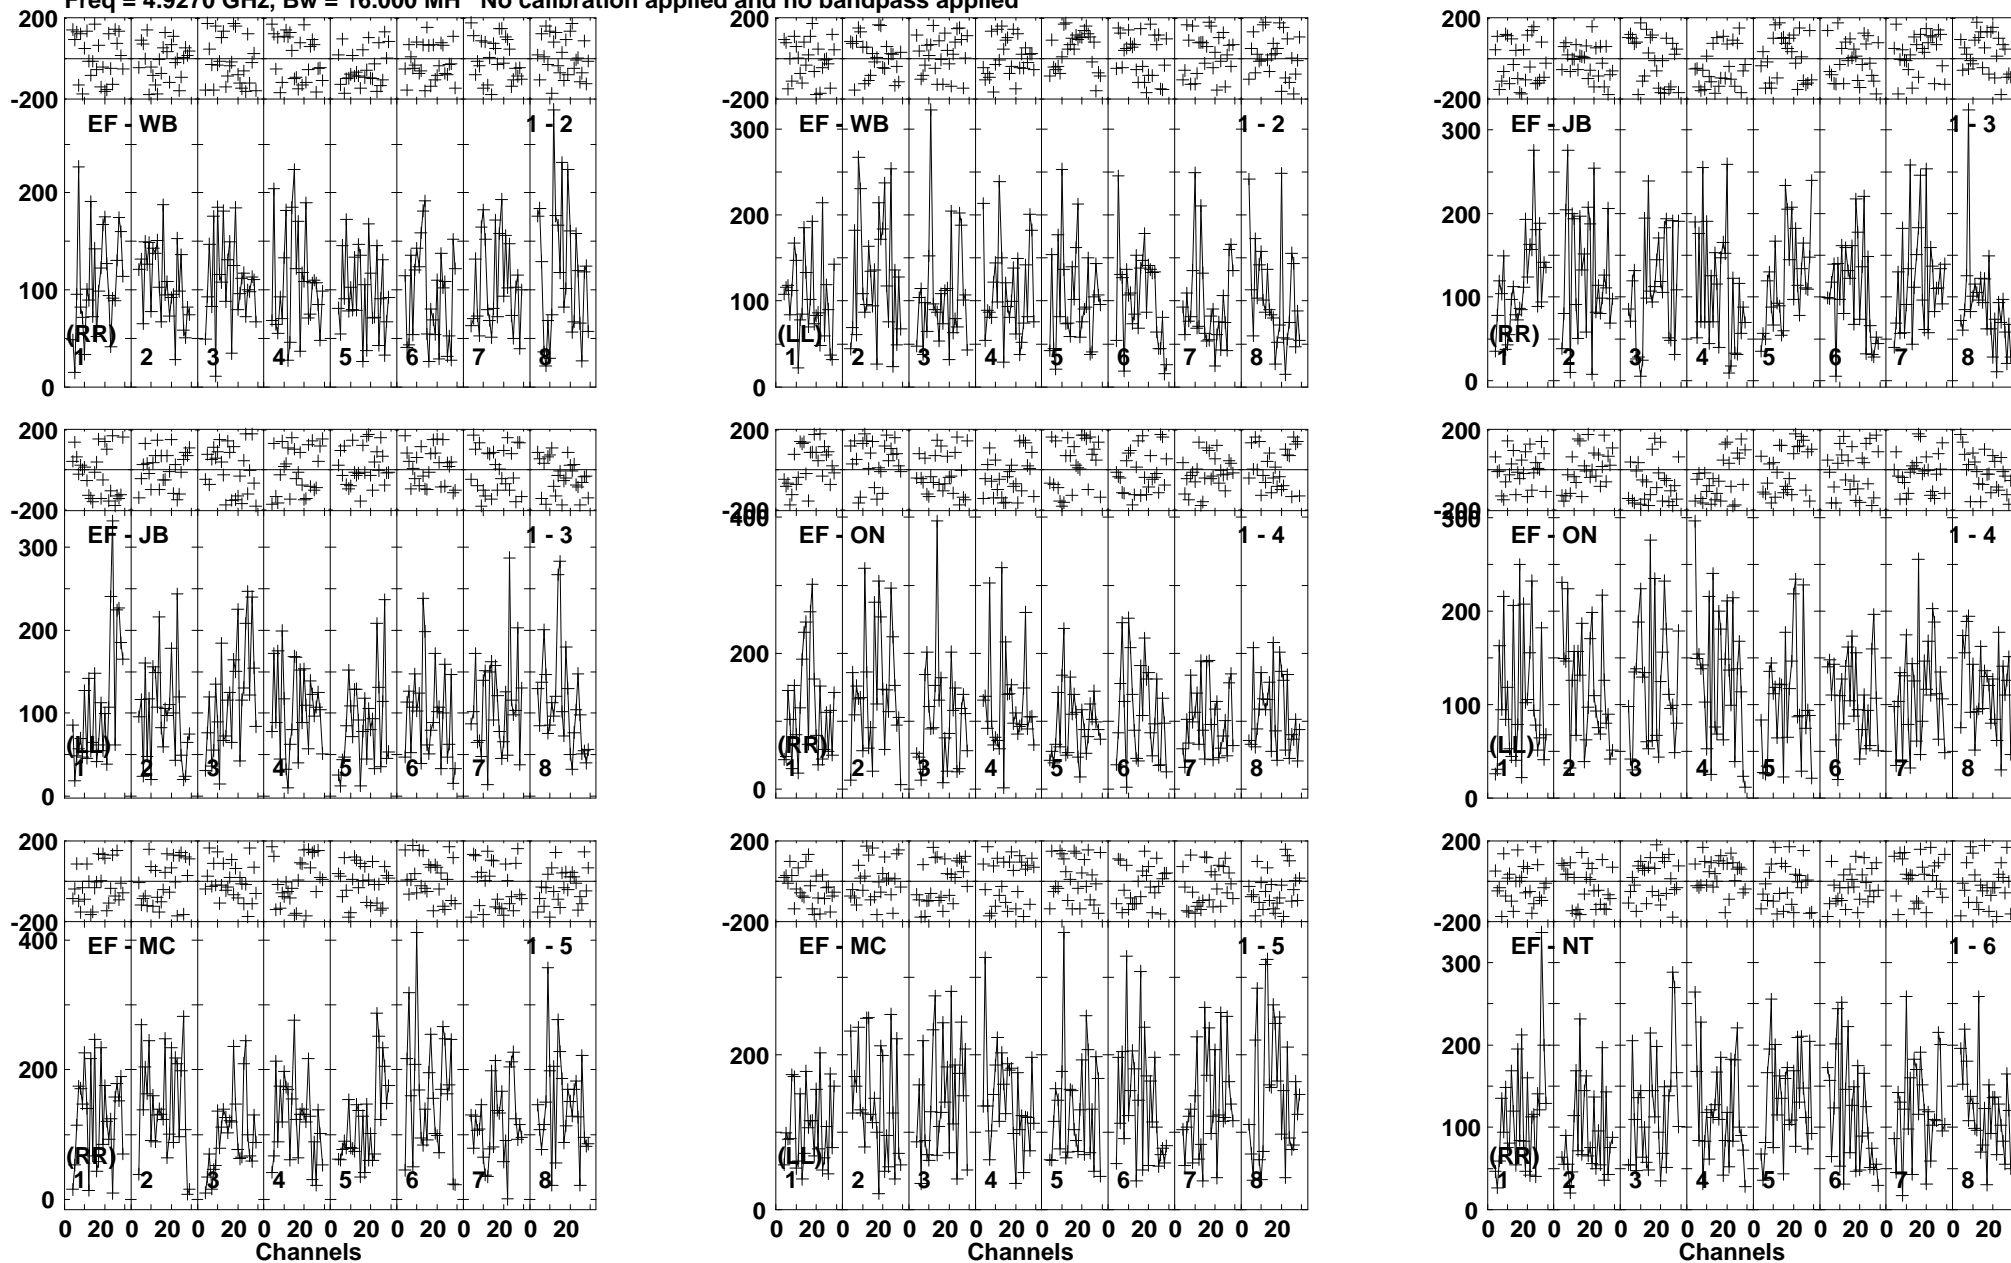 Freq = 4.9270 GHz, Bw = 16.000 MH No calibration applied and no bandpass applied
200 200 200
-200 -200 -200
EF - WB 1 - 2 EF - WB 1 - 2 EF - JB 1 - 3
300 300
200 200 200
100 100 100
(RR) (LL) (RR)
1 2 3 4 5 6 7 8 1 2 3 4 5 6 7 8 1 2 3 4 5 6 7 8
0 0 0
200 200 200
-200 -200 -200
400 300
EF - JB 1 - 3 EF - ON 1 - 4 EF - ON 1 - 4
300
200 200 200
100 100
(LL) (RR) (LL)
1 2 3 4 5 6 7 8 1 2 3 4 5 6 7 8 1 2 3 4 5 6 7 8
0 0 0
200 200 200
-200 -200 -200
400
EF - MC 1 - 5 EF - MC 1 - 5 EF - NT 1 - 6
300
200 200 200
100
(RR) (LL) (RR)
1 2 3 4 5 6 7 8 1 2 3 4 5 6 7 8 1 2 3 4 5 6 7 8
0 0 0
0 20 0 20 0 20 0 20 0 20 0 20 0 20 0 20 0 20 0 20 0 20 0 20 0 20 0 20 0 20 0 20 0 20 0 20 0 20 0 20 0 20 0 20 0 20 0 20
Channels Channels Channels